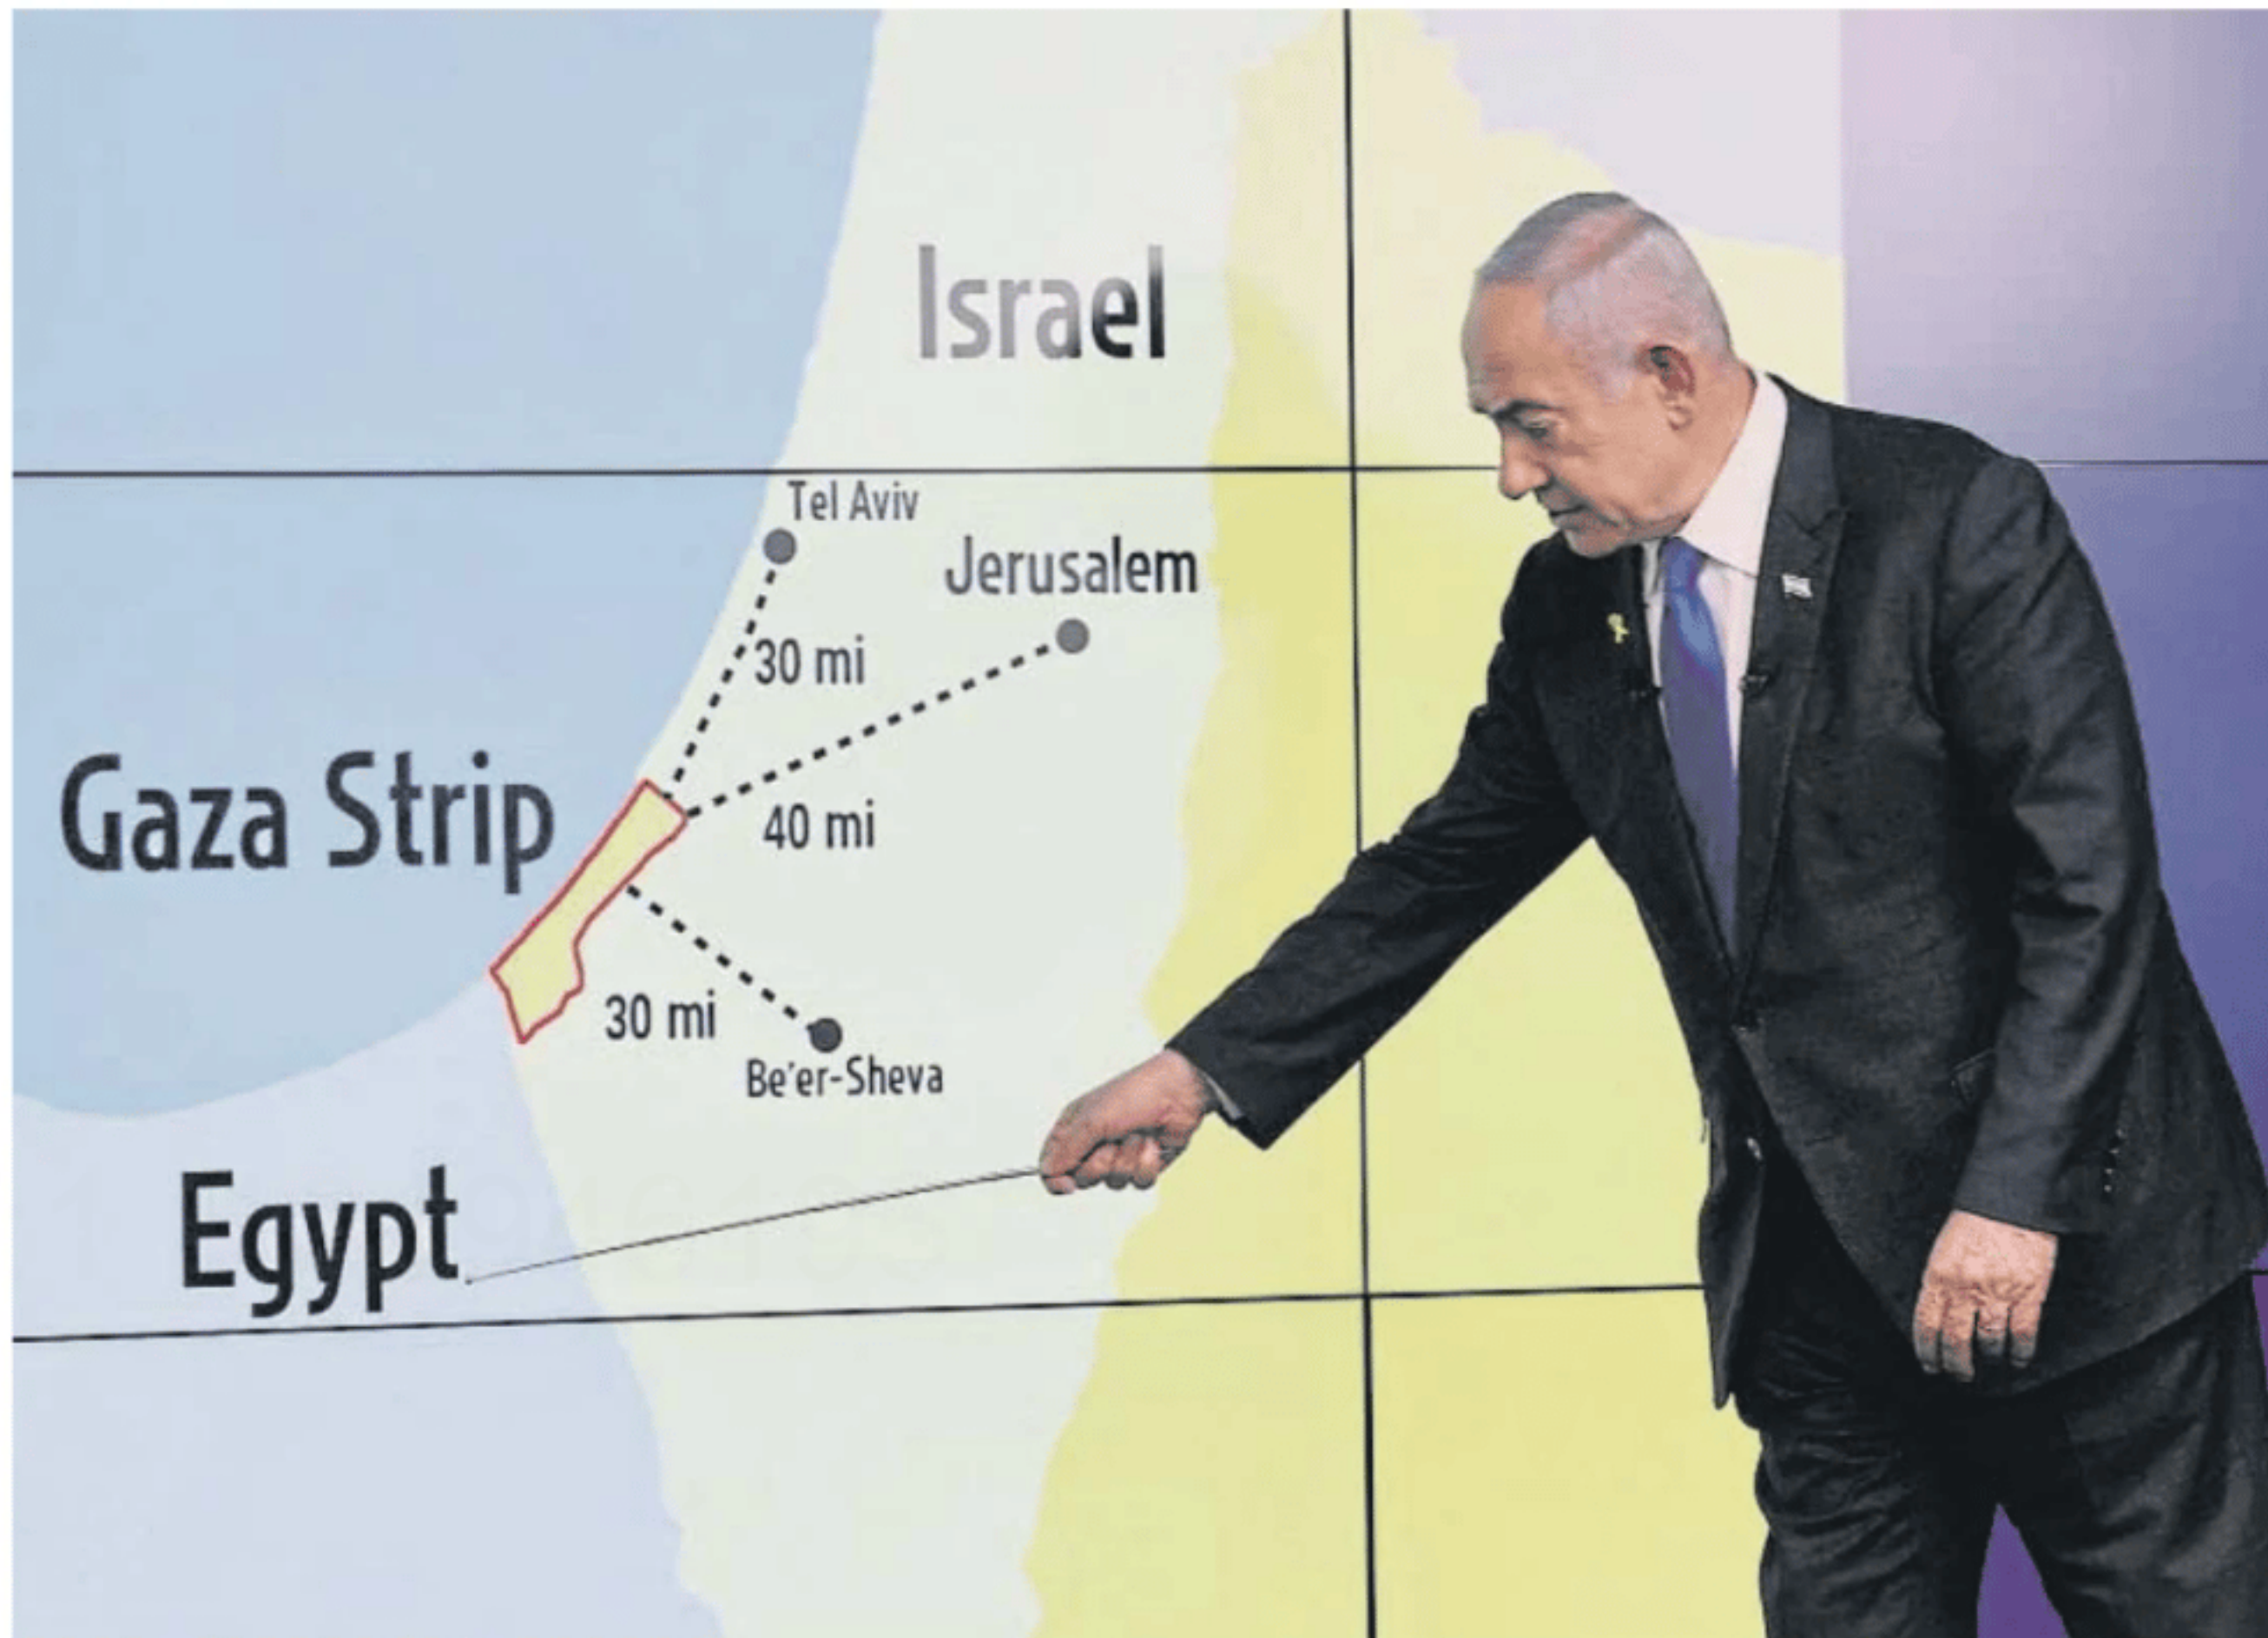 Israel
Tel Aviv
Jerusalem
30 mi
Gaza Strip
40 mi
30 mi
Be'er-Sheva
Egypt